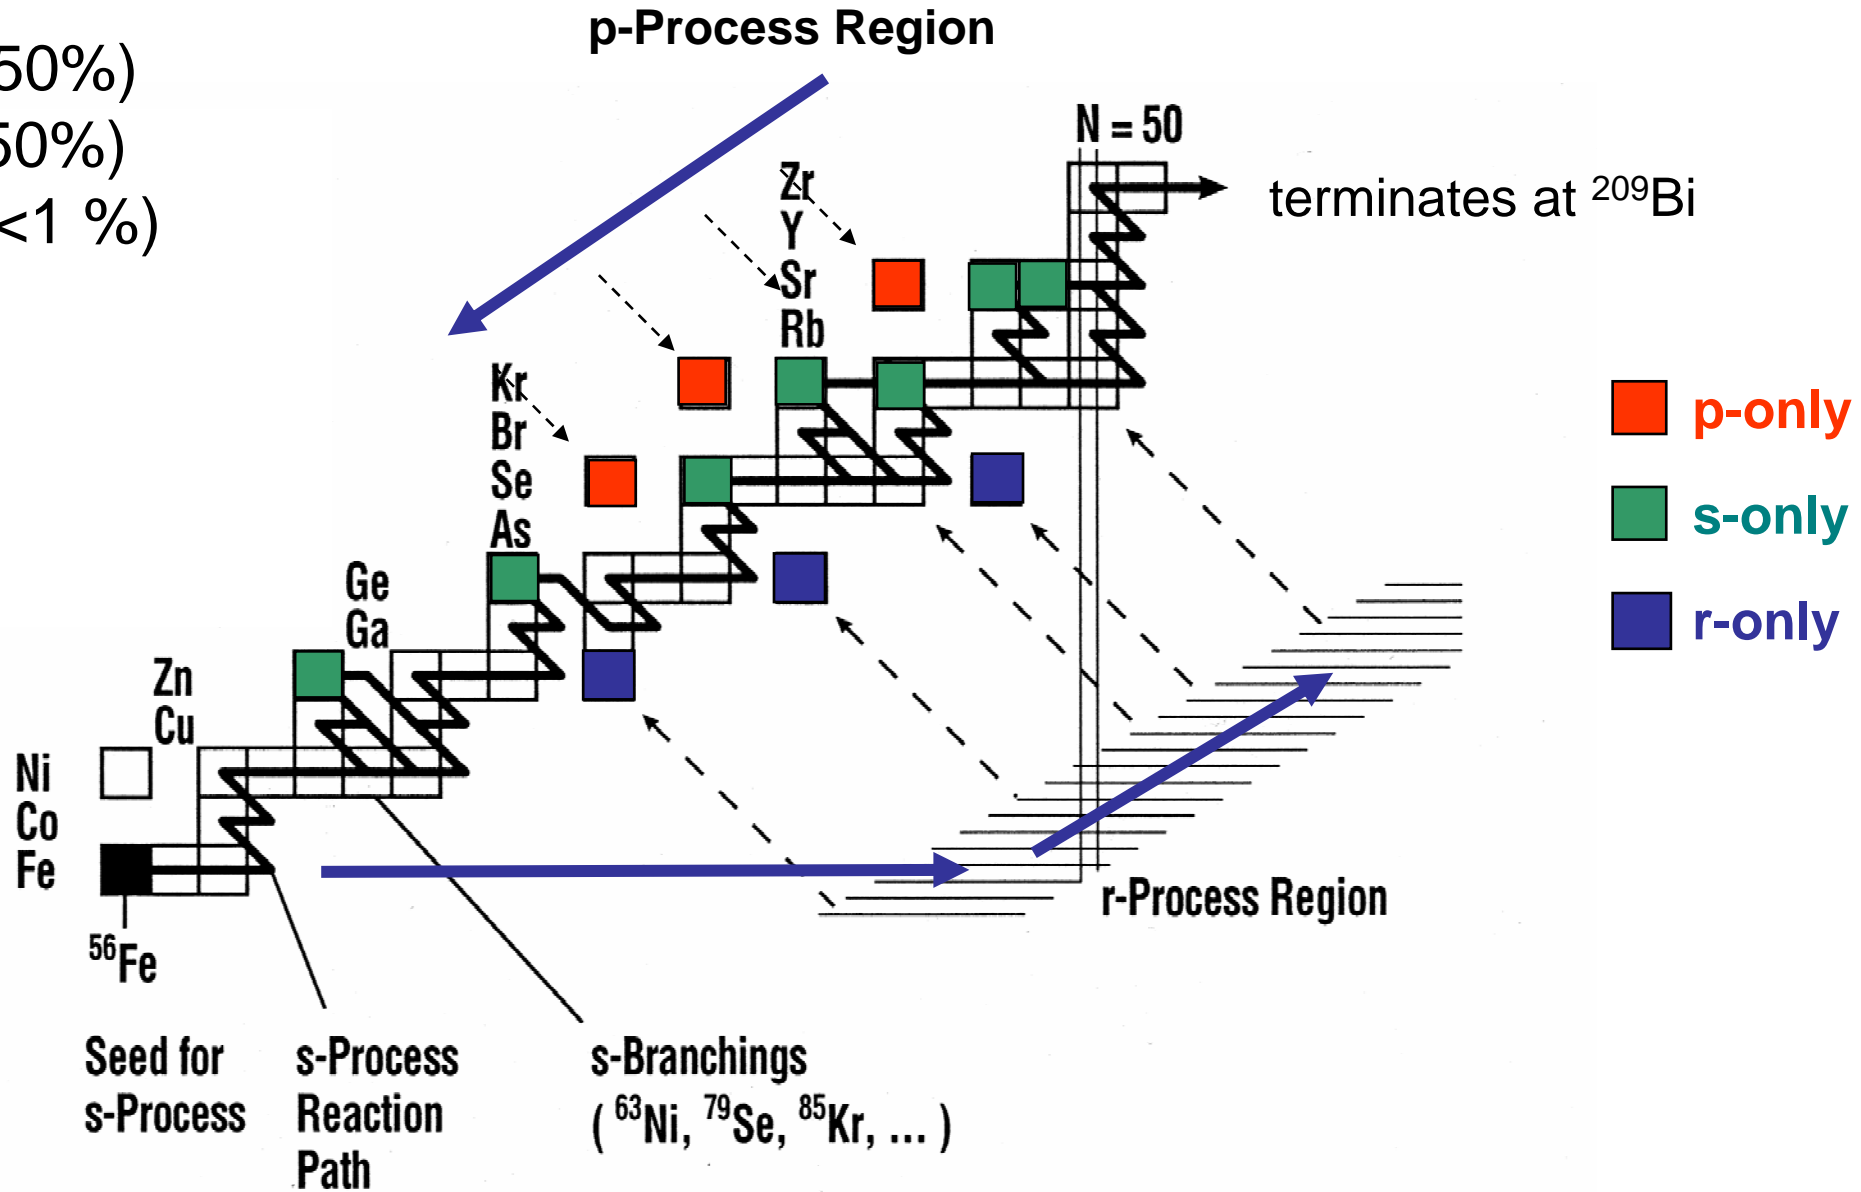 50%)
50%)
<1 %)
p-Process Region
N = 50
terminates at ²⁰⁹Bi
Zr
Y
Sr
Rb
Kr
Br
Se
As
Ge
Ga
Zn
Cu
Ni
Co
Fe
⁵⁶Fe
p-only
s-only
r-only
r-Process Region
Seed for
s-Process
s-Process
Reaction
Path
s-Branchings
( ⁶³Ni, ⁷⁹Se, ⁸⁵Kr, ... )